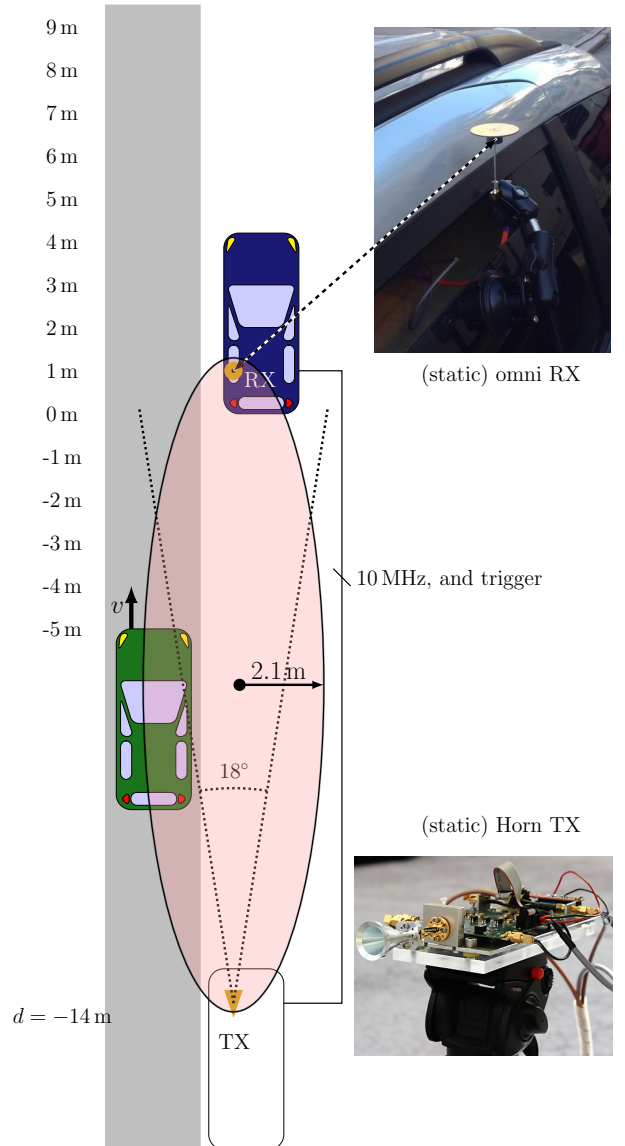 9 m
8 m
7 m
6 m
5 m
4 m
3 m
2 m
1 m
RX
(static) omni RX
0 m
-1 m
-2 m
-3 m
-4 m
10 MHz, and trigger
v
-5 m
2.1 m
18°
(static) Horn TX
d = −14 m
TX